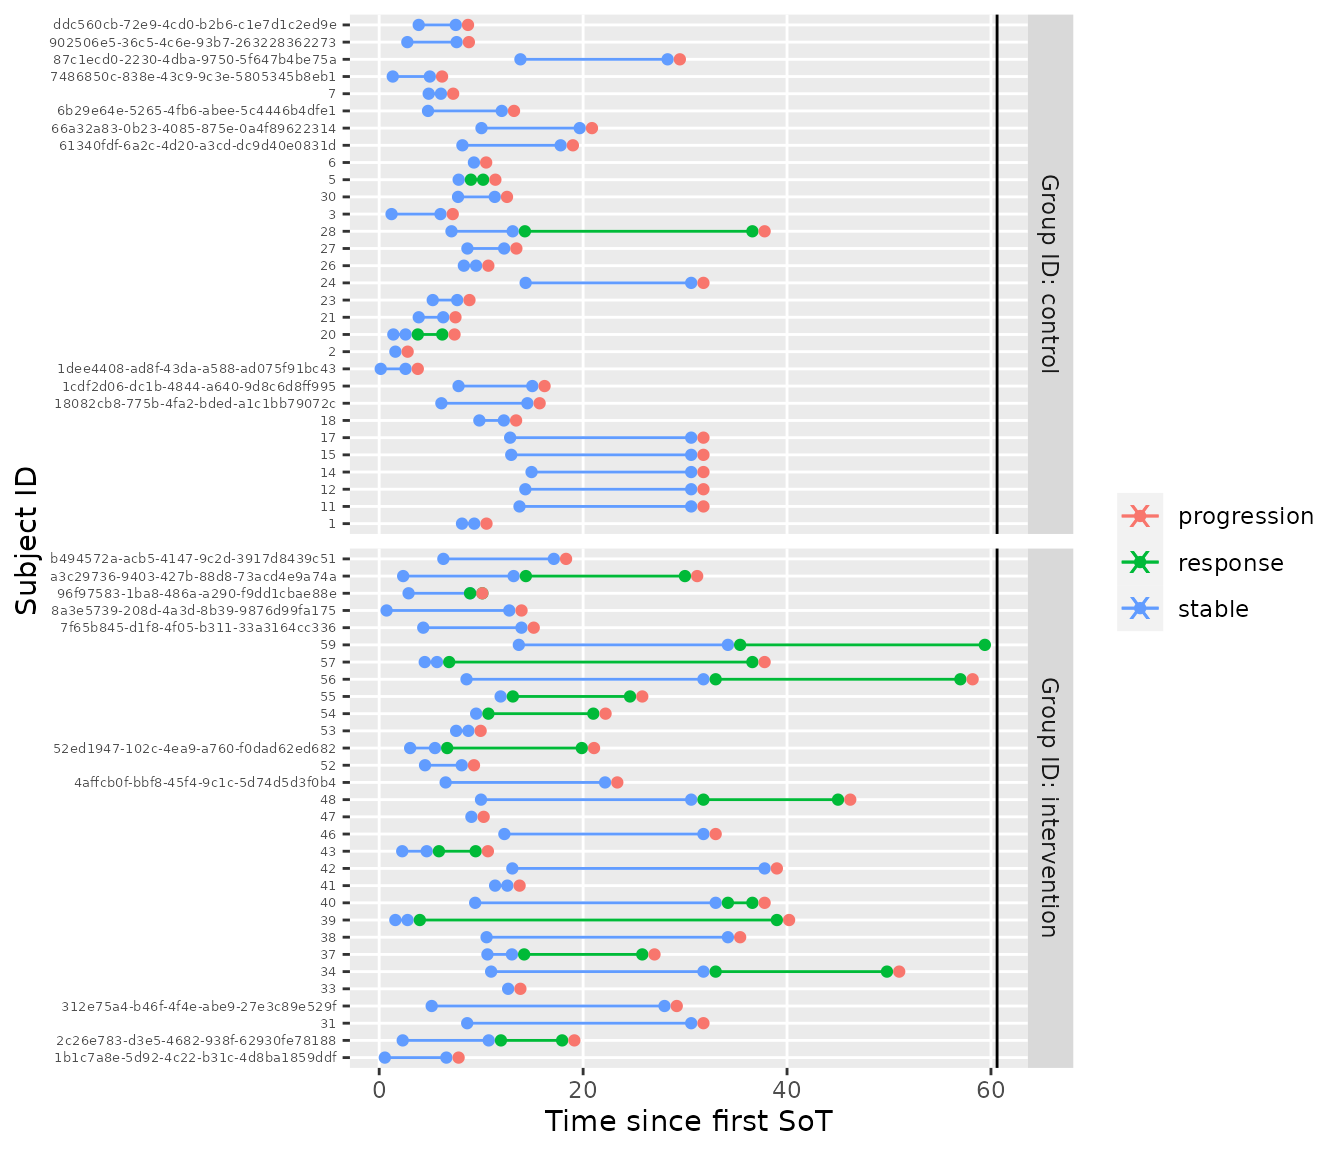 Subject ID
ddc560cb-72e9-4cd0-b2b6-c1e7d1c2ed9e
902506e5-36c5-4c6e-93b7-263228362273
87c1ecd0-2230-4dba-9750-5f647b4be75a
7486850c-838e-43c9-9c3e-5805345b8eb1
7
6b29e64e-5265-4fb6-abee-5c4446b4dfe1
66a32a83-0b23-4085-875e-0a4f89622314
61340fdf-6a2c-4d20-a3cd-dc9d40e0831d
6
5
30
3
28
27
26
24
23
21
20
2
1dee4408-ad8f-43da-a588-ad075f91bc43
1cdf2d06-dc1b-4844-a640-9d8c6d8ff995
18082cb8-775b-4fa2-bded-a1c1bb79072c
18
17
15
14
12
11
1
Group ID: control
b494572a-acb5-4147-9c2d-3917d8439c51
a3c29736-9403-427b-88d8-73acd4e9a74a
96f97583-1ba8-486a-a290-f9dd1cbae88e
8a3e5739-208d-4a3d-8b39-9876d99fa175
7f65b845-d1f8-4f05-b311-33a3164cc336
59
57
56
55
54
53
52ed1947-102c-4ea9-a760-f0dad62ed682
52
4affcb0f-bbf8-45f4-9c1c-5d74d5d3f0b4
48
47
46
43
42
41
40
39
38
37
34
33
312e75a4-b46f-4f4e-abe9-27e3c89e529f
31
2c26e783-d3e5-4682-938f-62930fe78188
1b1c7a8e-5d92-4c22-b31c-4d8ba1859ddf
Group ID: intervention
0 20 40 60
Time since first SoT
progression
response
stable